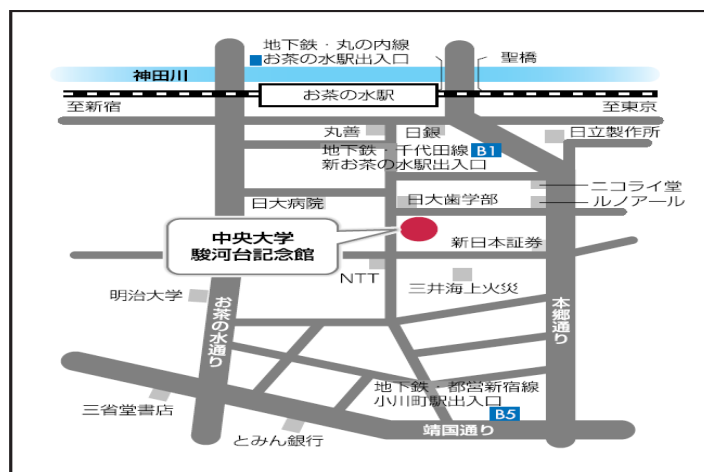 地下鉄・丸の内線
お茶の水駅出入口
聖橋
神田川
お茶の水駅
至新宿
至東京
丸善
日銀
日立製作所
地下鉄・千代田線 B1
新お茶の水駅出入口
ニコライ堂
日大病院
日大歯学部
ルノアール
中央大学
駿河台記念館
新日本証券
NTT
三井海上火災
明治大学
お茶の水通り
本郷通り
地下鉄・都営新宿線
小川町駅出入口
B5
三省堂書店
とみん銀行
靖国通り